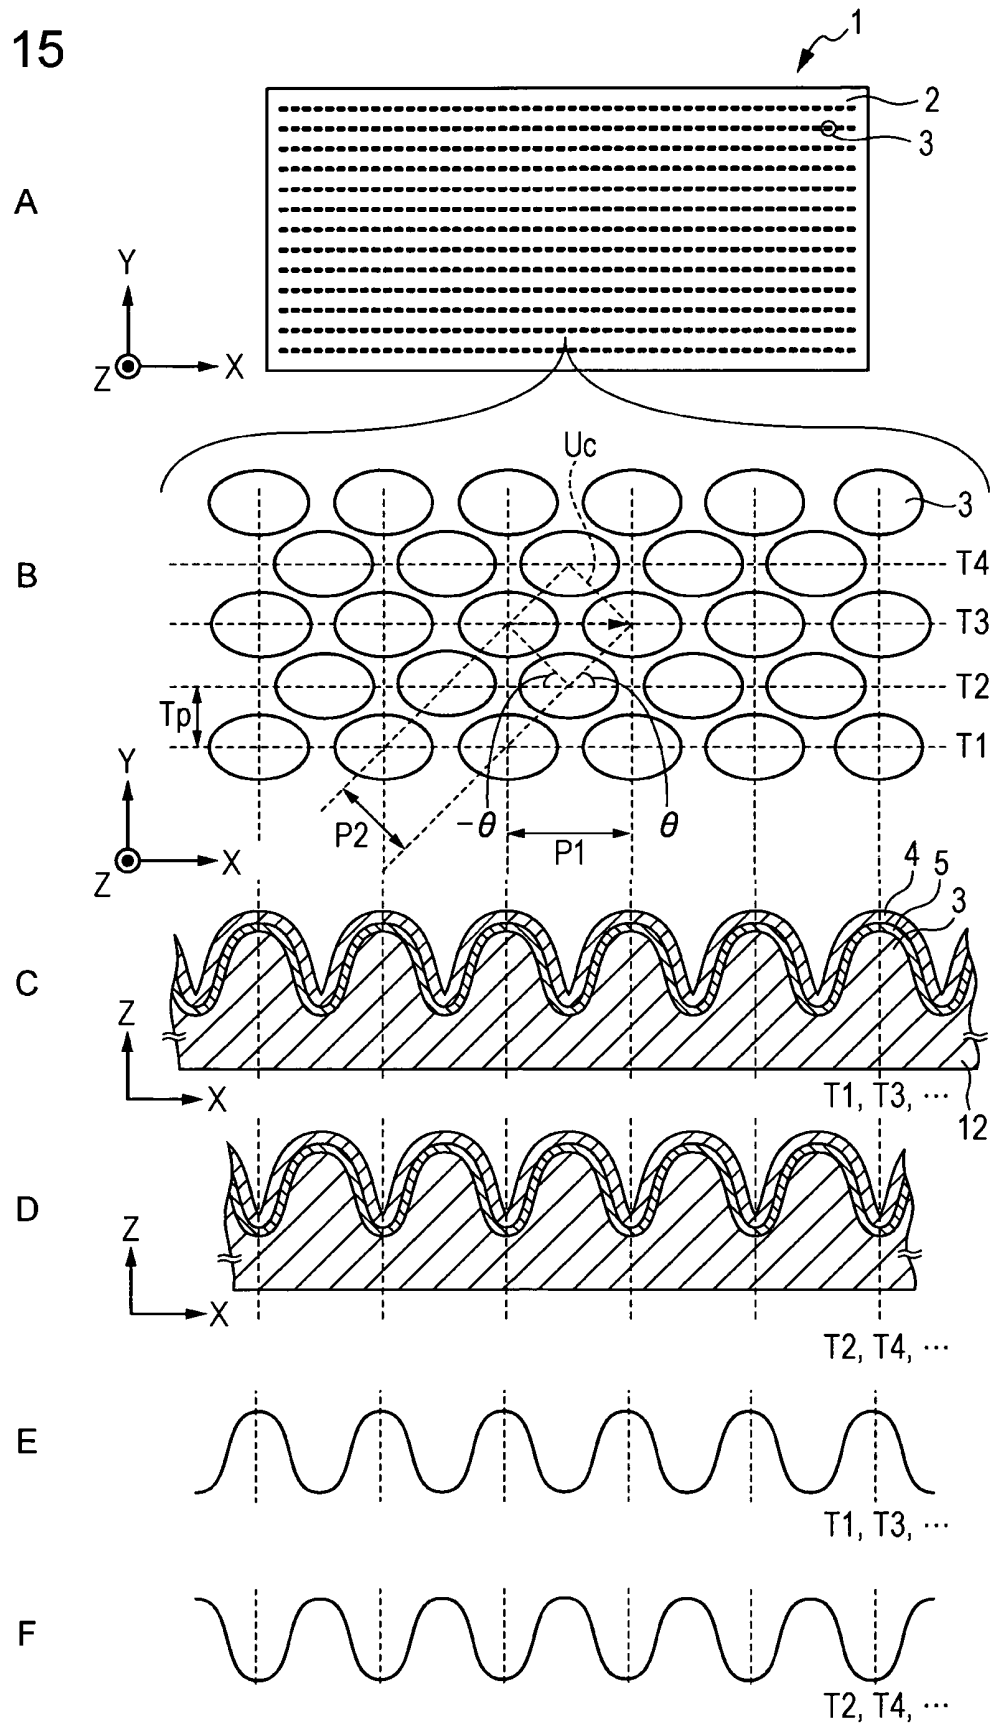 15
1
2
3
A
Y
Z X
Uc
3
B
T4
T3
T2
Tp
T1
Y
P2
-θ
P1
θ
Z X
4 5 3
C
Z
X
T1, T3, ···
12
D
Z
X
T2, T4, ···
E
T1, T3, ···
F
T2, T4, ···